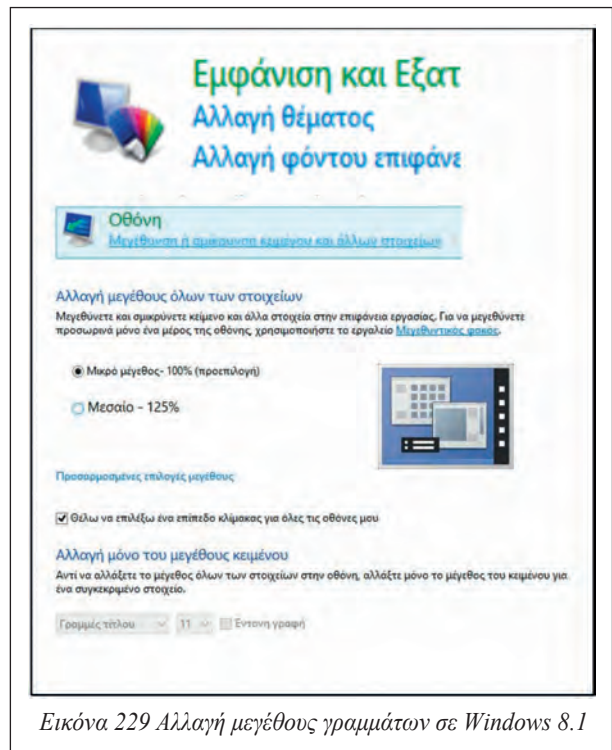 Εμφάνιση και Εξατ
Αλλαγή θέματος
Αλλαγή φόντου επιφάνε
Οθόνη
Μεγέθυνση ή σμίκρυνση κειμένου και άλλων στοιχείων
Αλλαγή μεγέθους όλων των στοιχείων
Μεγεθύνετε και σμικρύνετε κείμενο και άλλα στοιχεία στην επιφάνεια εργασίας. Για να μεγεθύνετε
προσωρινά μόνο ένα μέρος της οθόνης, χρησιμοποιήστε το εργαλείο Μεγεθυντικός φακός.
Μικρό μέγεθος- 100% (προεπιλογή)
Μεσαίο - 125%
Προσαρμοσμένες επιλογές μεγέθους
Θέλω να επιλέξω ένα επίπεδο κλίμακας για όλες τις οθόνες μου
Αλλαγή μόνο του μεγέθους κειμένου
Αντί να αλλάξετε το μέγεθος όλων των στοιχείων στην οθόνη, αλλάξτε μόνο το μέγεθος του κειμένου για
ένα συγκεκριμένο στοιχείο.
Γραμμές τίτλου 11 Έντονη γραφή
Εικόνα 229 Αλλαγή μεγέθους γραμμάτων σε Windows 8.1